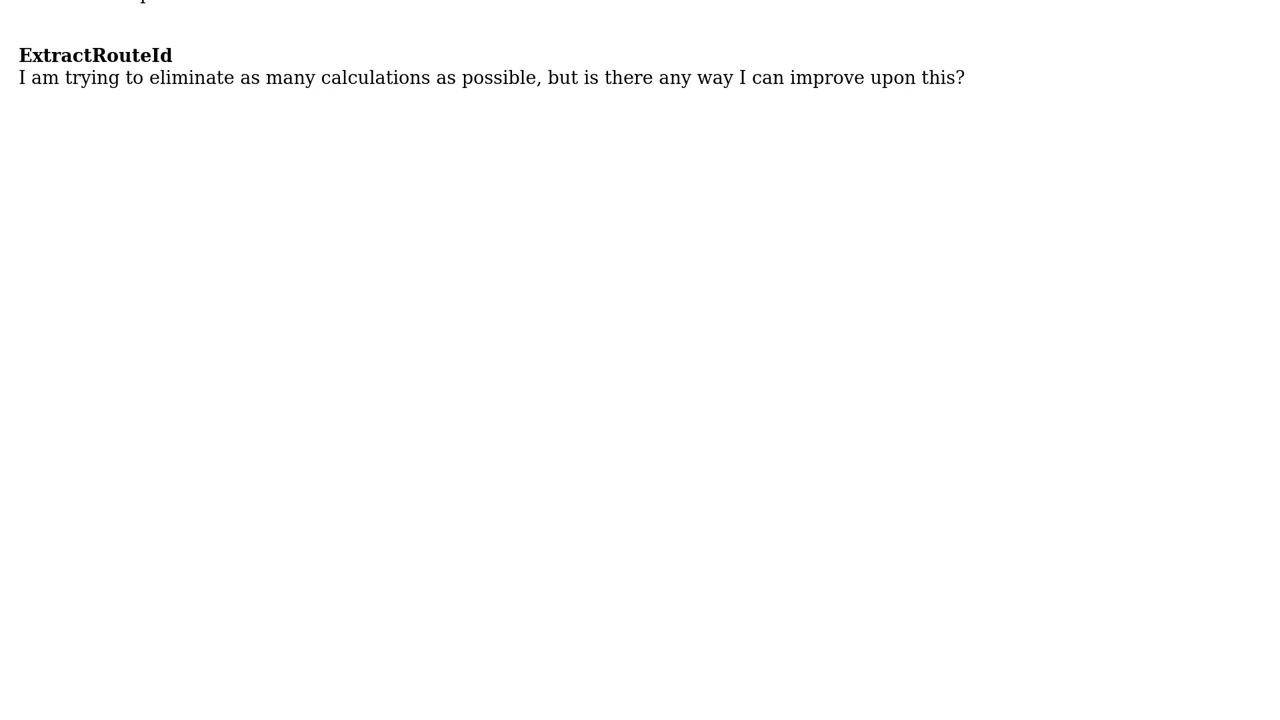 ExtractRouteId
I am trying to eliminate as many calculations as possible, but is there any way I can improve upon this?